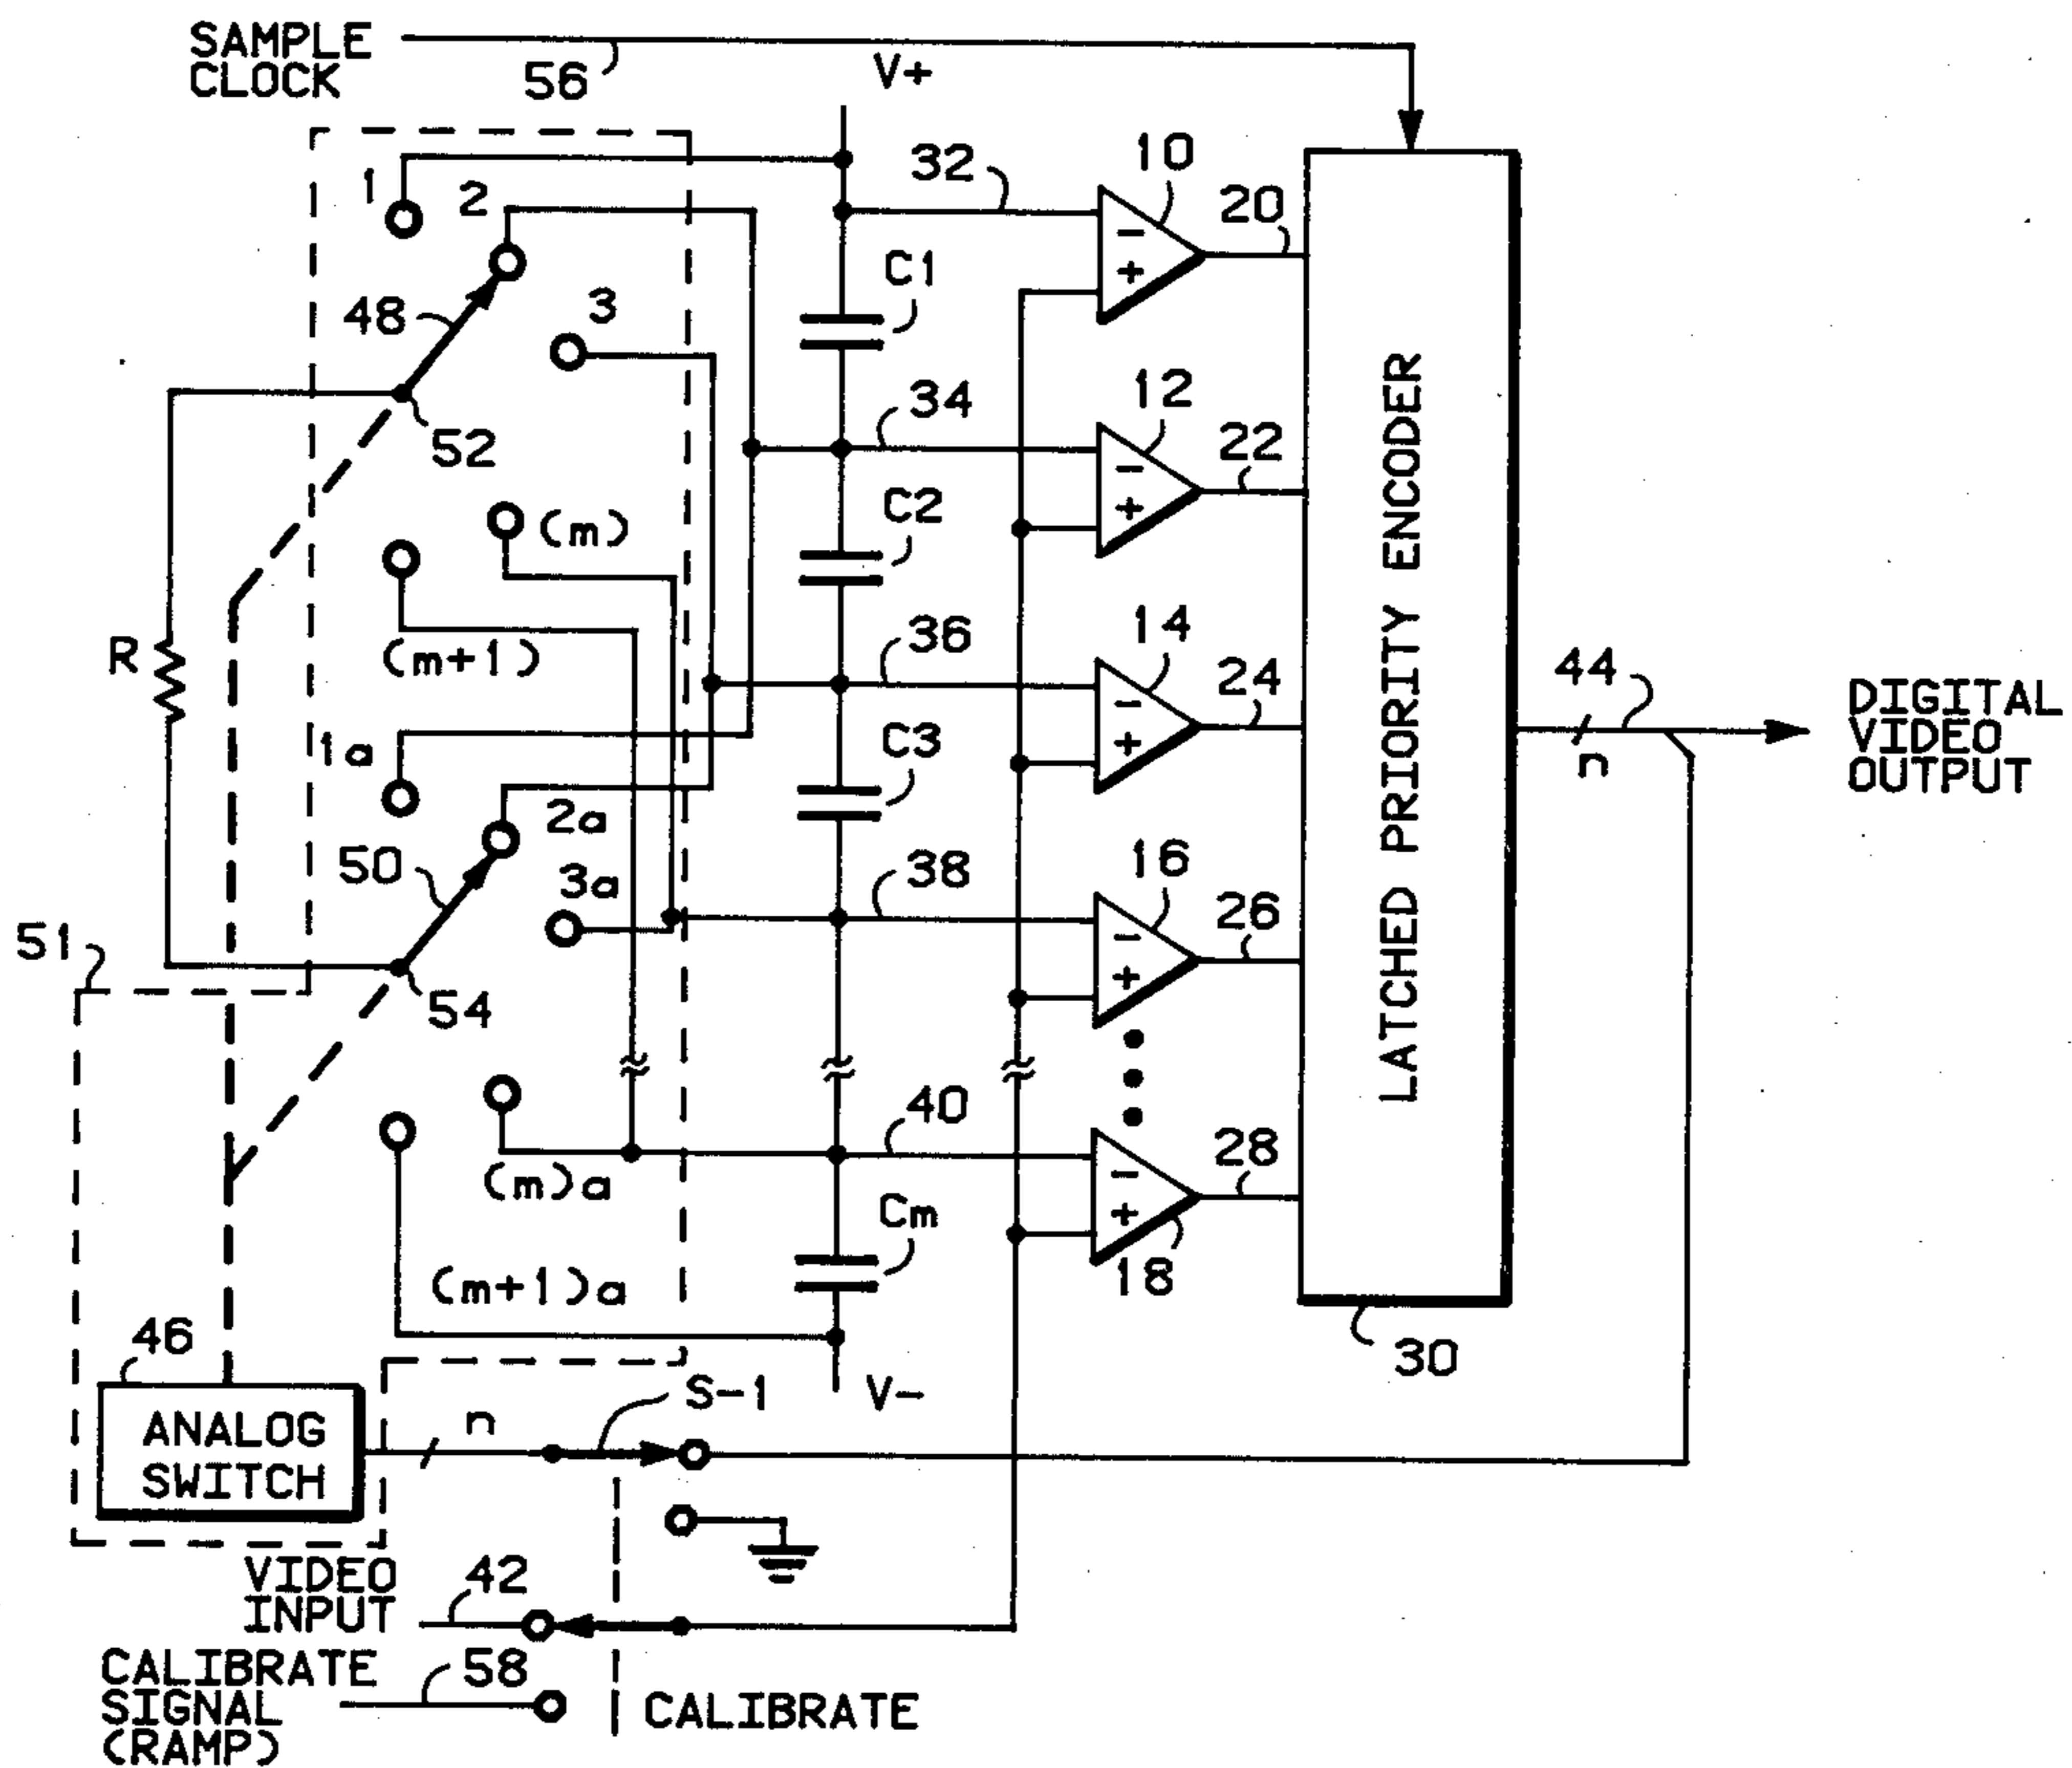 SAMPLE
CLOCK
56
V+
1
2
32
10
20
-
+
C1
48
3
52
34
12
22
-
+
C2
(m)
(m+1)
R
36
14
24
-
+
44
n
DIGITAL
VIDEO
OUTPUT
LATCHED PRIORITY ENCODER
1a
C3
2a
50
3a
38
16
26
-
+
51
54
40
28
-
+
(m)a
Cm
18
(m+1)a
30
46
V-
S-1
n
ANALOG
SWITCH
VIDEO
INPUT
42
CALIBRATE
SIGNAL
(RAMP)
58
CALIBRATE